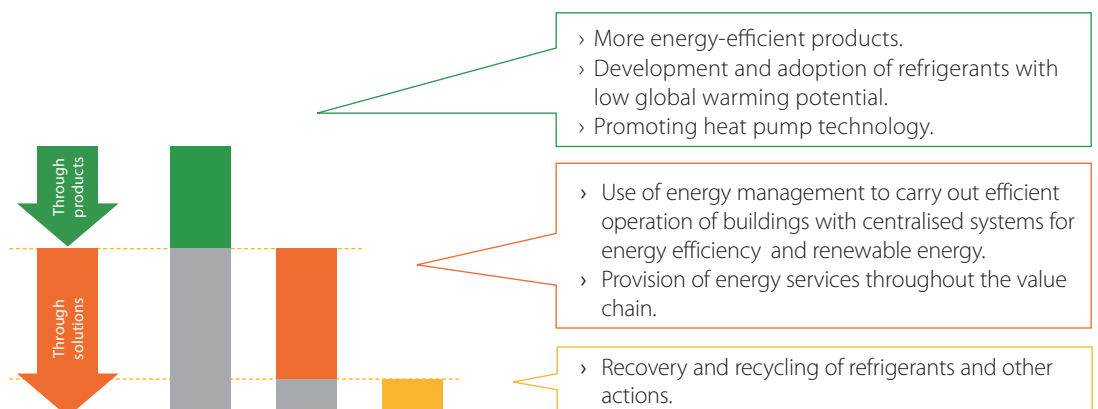 › More energy-efficient products.
› Development and adoption of refrigerants with
low global warming potential.
› Promoting heat pump technology.
Through
products
› Use of energy management to carry out efficient
operation of buildings with centralised systems for
energy efficiency and renewable energy.
› Provision of energy services throughout the value
chain.
Through
solutions
› Recovery and recycling of refrigerants and other
actions.